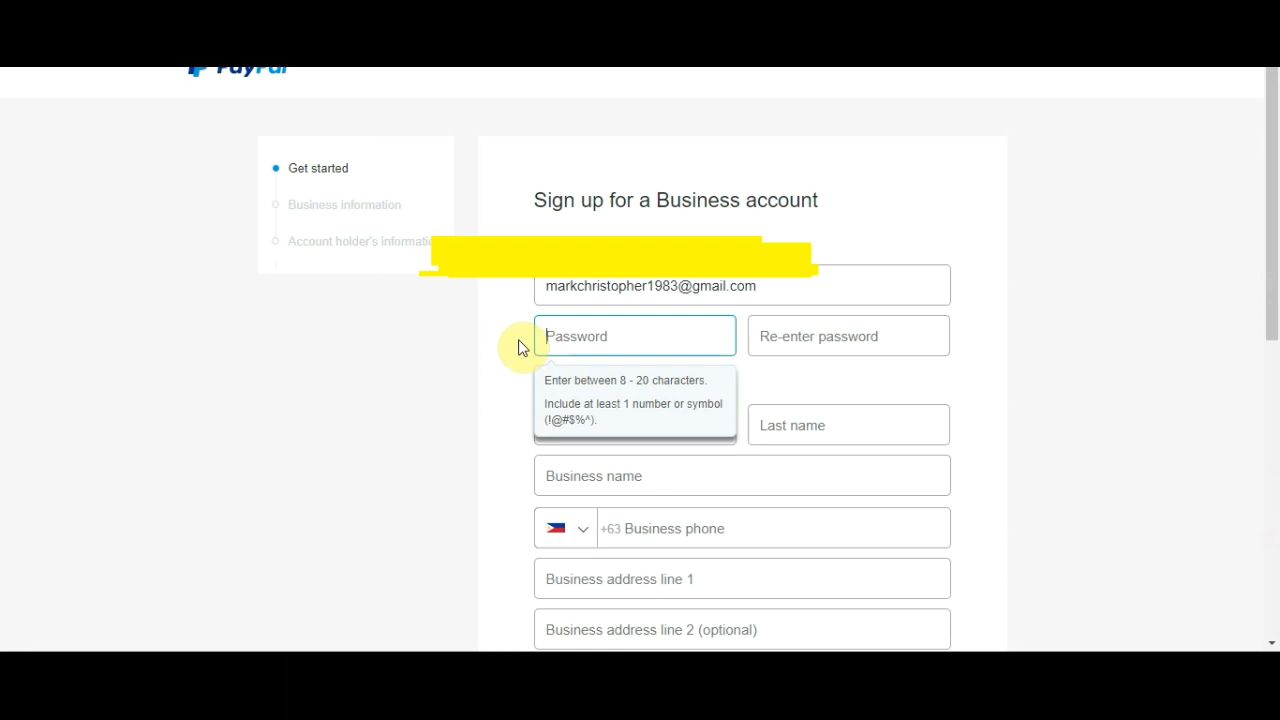 PayPal
Get started
Business information
Account holder's informatio
Sign up for a Business account
markchristopher1983@gmail.com
Password
Re-enter password
Enter between 8 - 20 characters.
Include at least 1 number or symbol
(!@#$%^).
Last name
Business name
+63 Business phone
Business address line 1
Business address line 2 (optional)